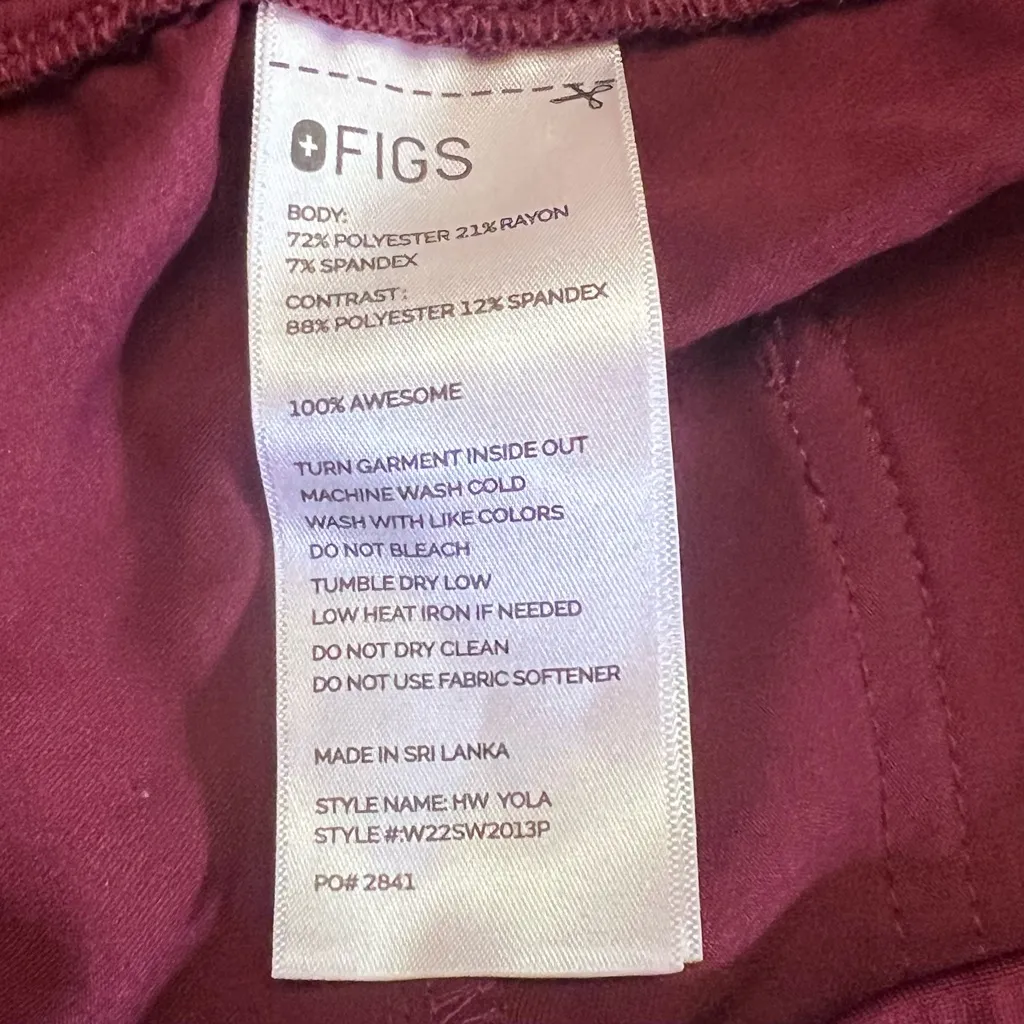 FIGS
BODY:
72% POLYESTER 21% RAYON
7% SPANDEX
CONTRAST:
88% POLYESTER 12% SPANDEX
100% AWESOME
TURN GARMENT INSIDE OUT
MACHINE WASH COLD
WASH WITH LIKE COLORS
DO NOT BLEACH
TUMBLE DRY LOW
LOW HEAT IRON IF NEEDED
DO NOT DRY CLEAN
DO NOT USE FABRIC SOFTENER
MADE IN SRI LANKA
STYLE NAME: HW YOLA
STYLE #:W22SW2013P
PO# 2841